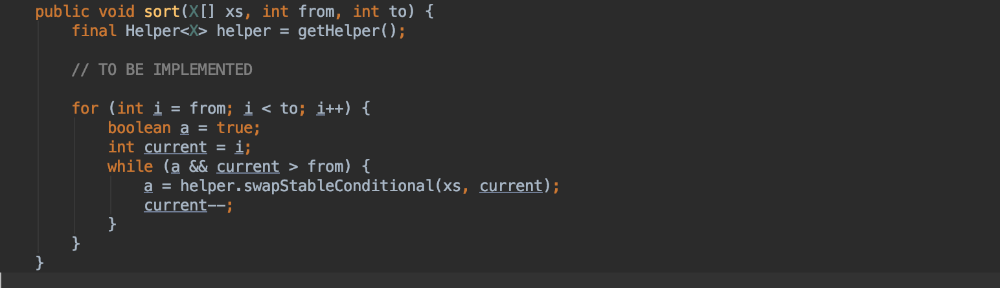 public void sort(X[] xs, int from, int to) {
final Helper<X> helper = getHelper();
// TO BE IMPLEMENTED
for (int i = from; i < to; i++) {
boolean a = true;
int current = i;
while (a && current > from) {
a = helper.swapStableConditional(xs, current);
current--;
}
}
}